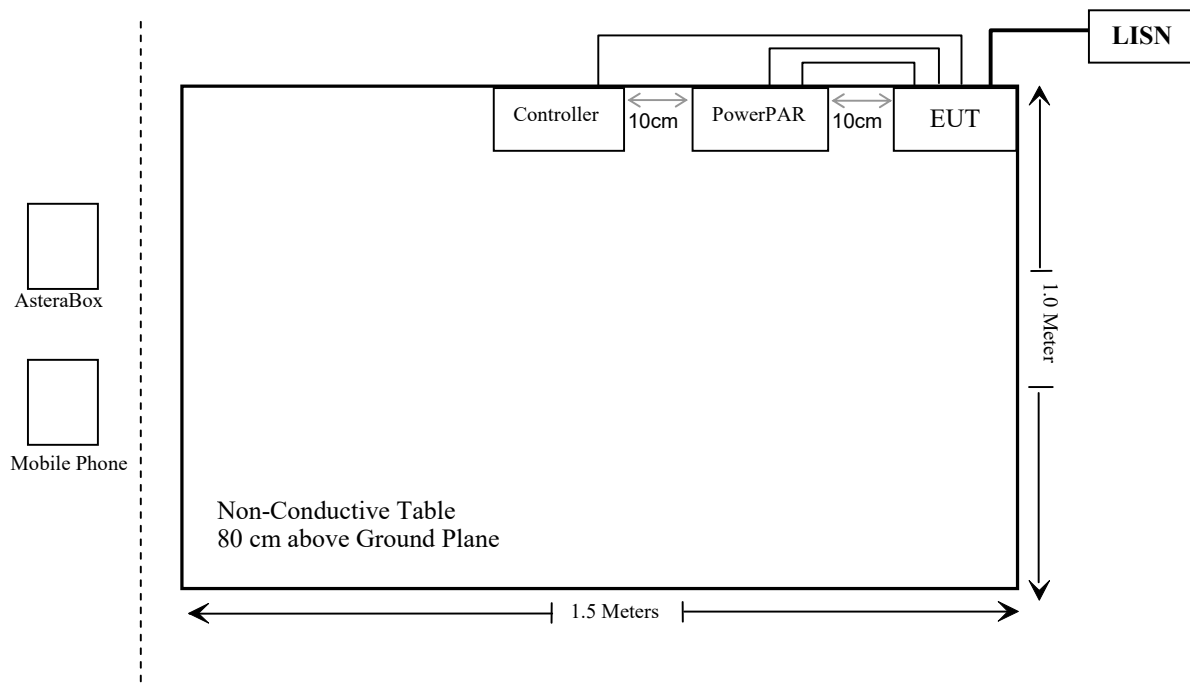 LISN
Controller
10cm
PowerPAR
10cm
EUT
AsteraBox
1.0 Meter
Mobile Phone
Non-Conductive Table
80 cm above Ground Plane
1.5 Meters